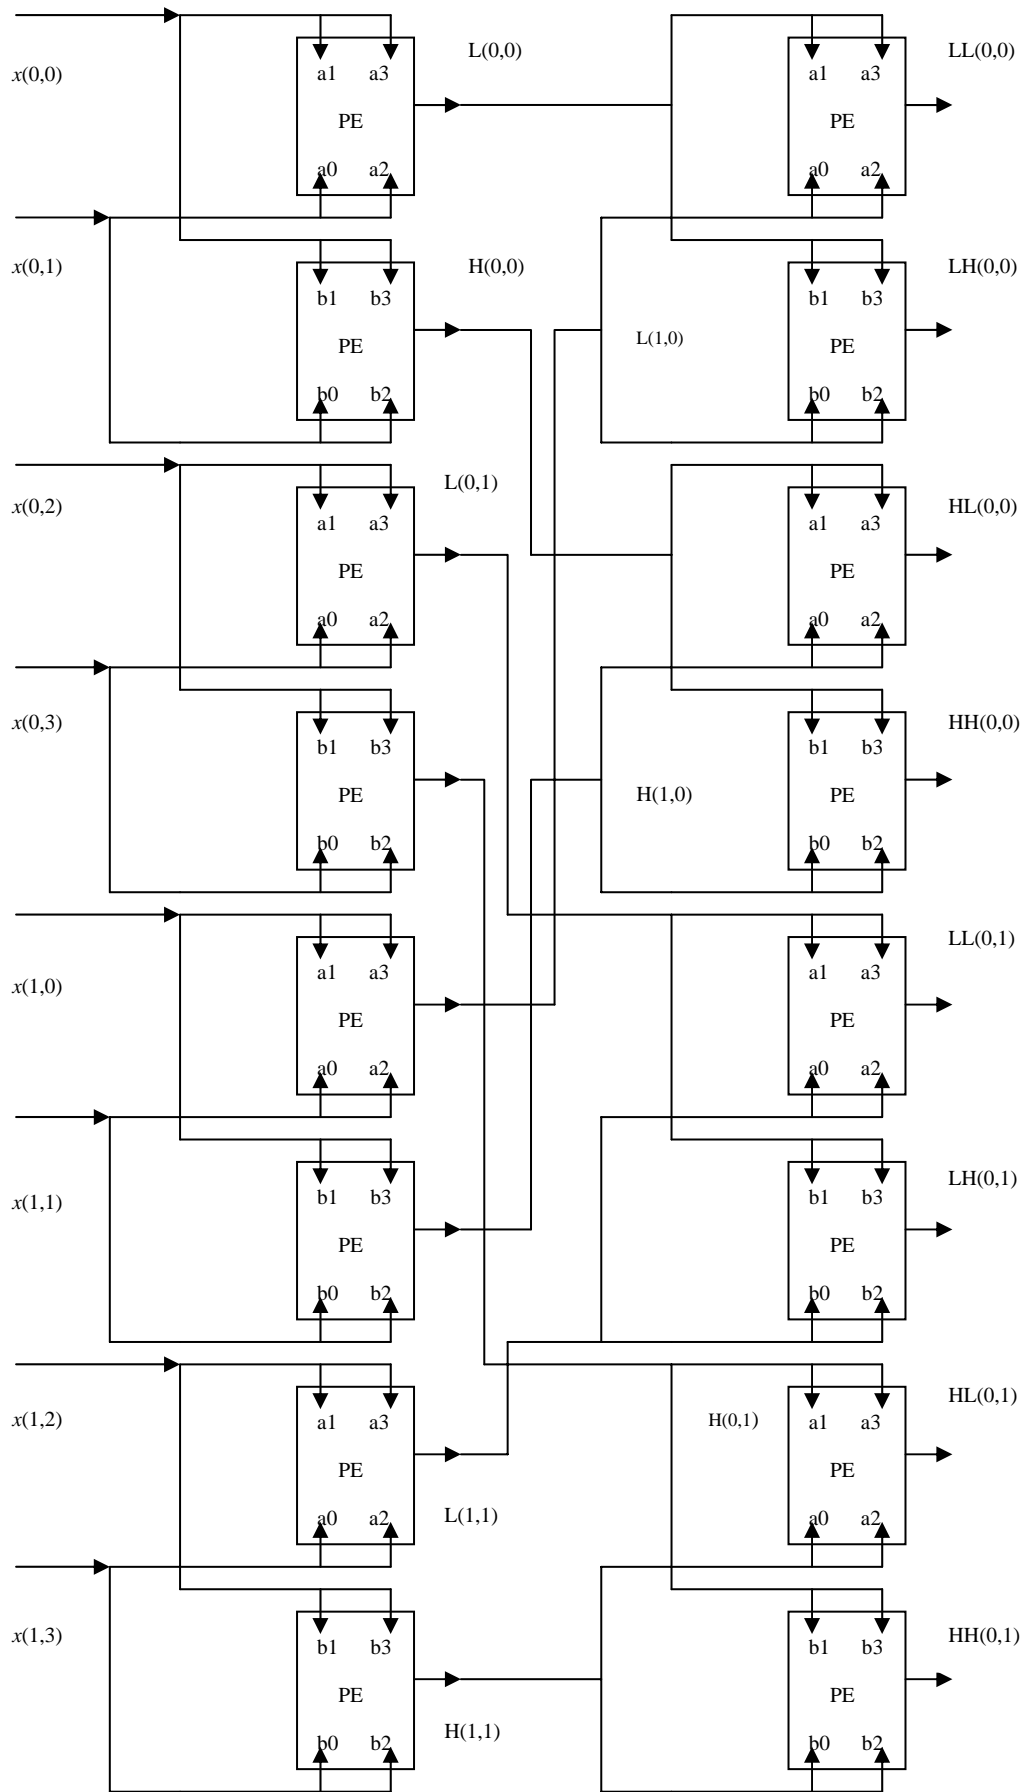 L(0,0) LL(0,0)
x(0,0) a1 a3 a1 a3
PE PE
a0 a2 a0 a2
x(0,1) H(0,0) LH(0,0)
b1 b3 b1 b3
PE L(1,0) PE
b0 b2 b0 b2
L(0,1)
x(0,2) HL(0,0)
a1 a3 a1 a3
PE PE
a0 a2 a0 a2
x(0,3) HH(0,0)
b1 b3 b1 b3
PE H(1,0) PE
b0 b2 b0 b2
LL(0,1)
x(1,0) a1 a3 a1 a3
PE PE
a0 a2 a0 a2
LH(0,1)
x(1,1) b1 b3 b1 b3
PE PE
b0 b2 b0 b2
HL(0,1)
x(1,2) a1 a3 H(0,1) a1 a3
PE PE
a0 a2 L(1,1) a0 a2
x(1,3) HH(0,1)
b1 b3 b1 b3
PE PE
H(1,1)
b0 b2 b0 b2